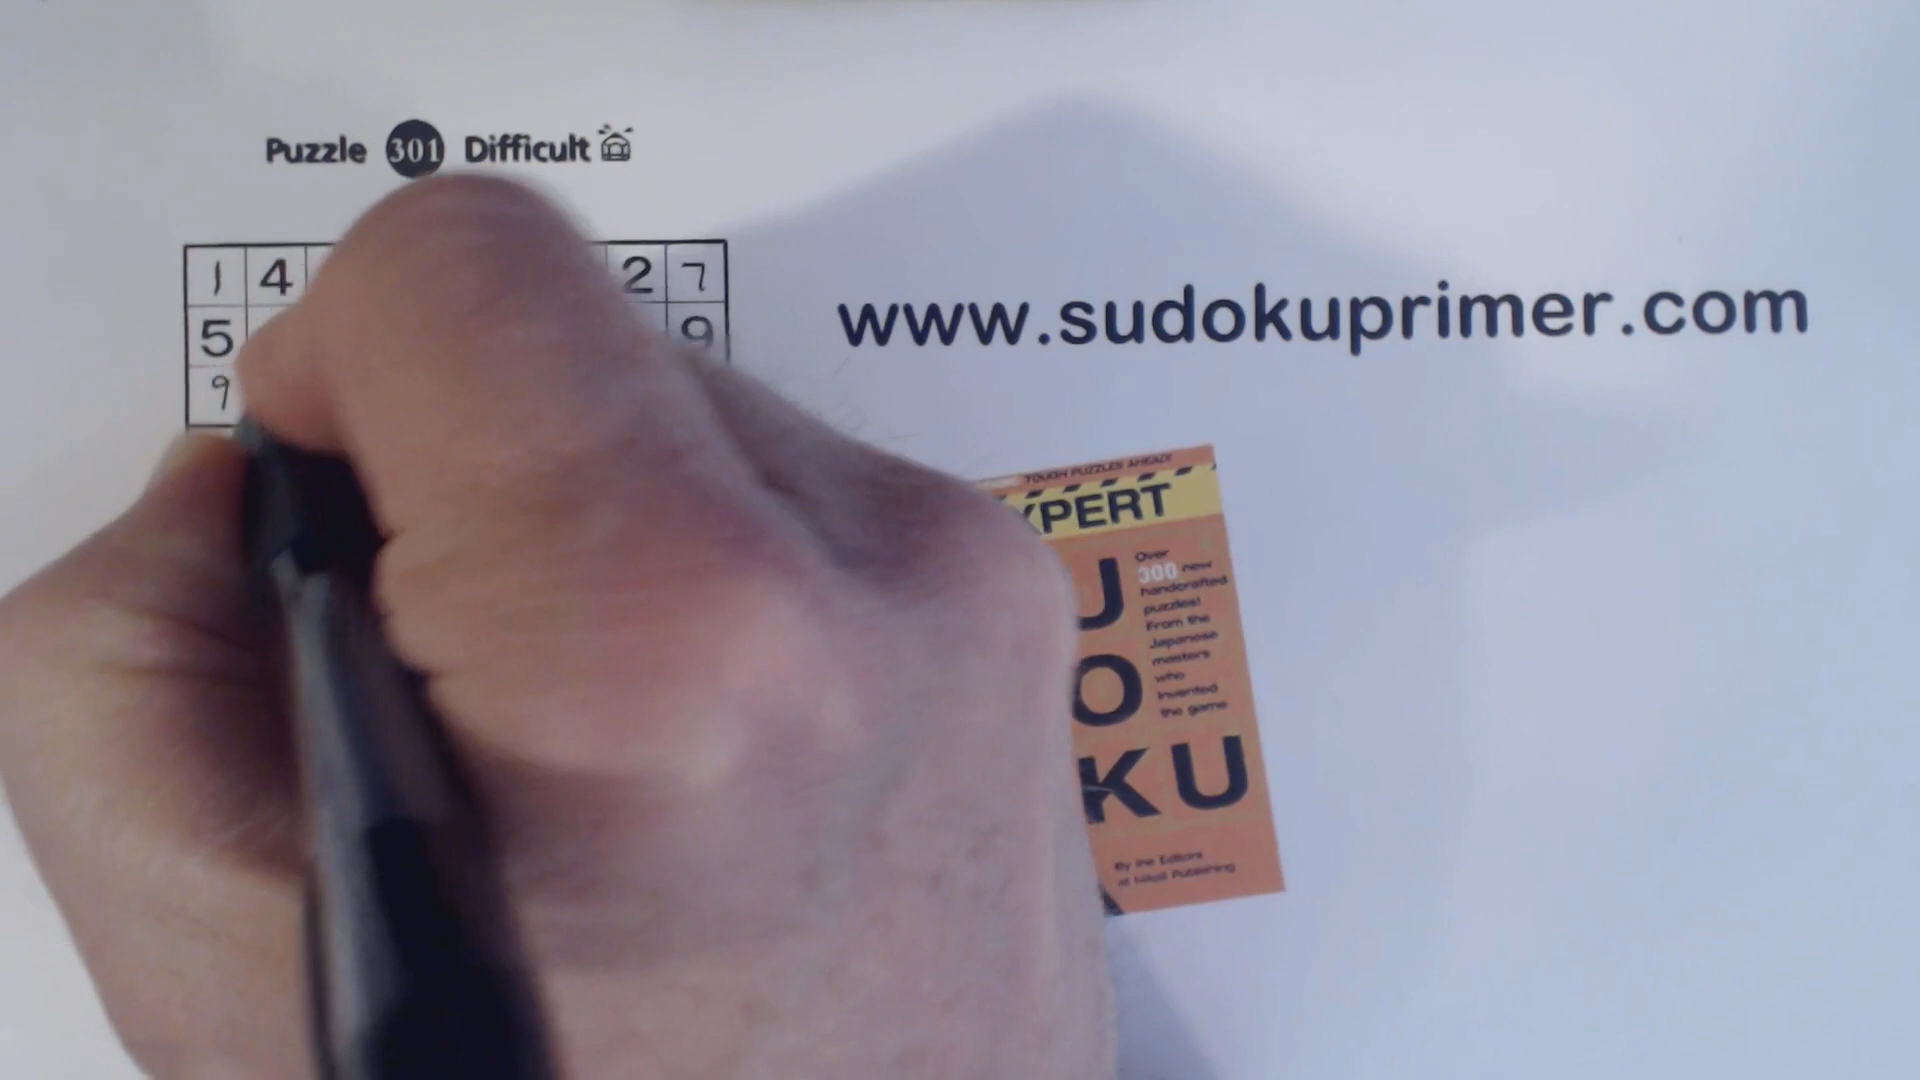 Puzzle 301 Difficult
1 4 2 7
5 9
9
www.sudokuprimer.com
TOUGH PUZZLES AHEAD!
XPERT
U
O
KU
Over
300 new
handcrafted
puzzles!
From the
Japanese
masters
who
invented
the game
By the Editors
at Nikoli Publishing